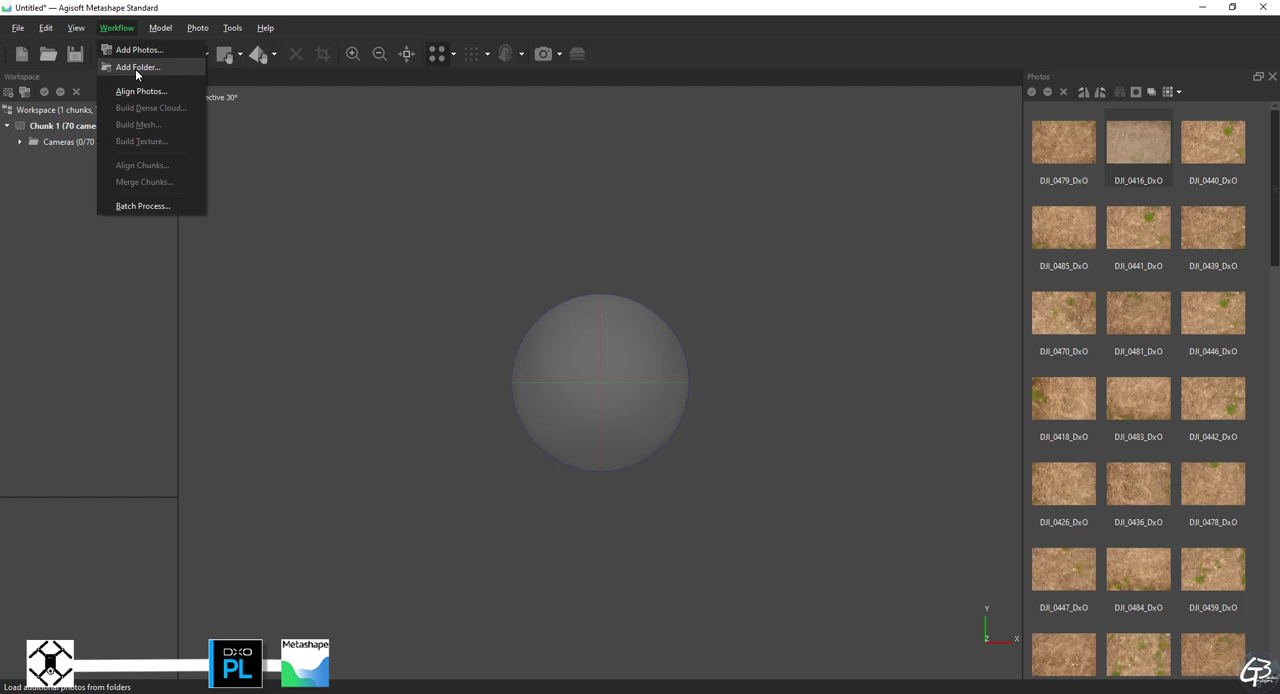 Untitled* — Agisoft Metashape Standard
File Edit View Workflow Model Photo Tools Help
Workspace
Workspace (1 chunks,
Chunk 1 (70 came
Cameras (0/70
Add Photos...
Add Folder...
Align Photos...
Build Dense Cloud...
Build Mesh...
Build Texture...
Align Chunks...
Merge Chunks...
Batch Process...
ective 30°
Photos
DJI_0479_DxO DJI_0416_DxO DJI_0440_DxO
DJI_0485_DxO DJI_0441_DxO DJI_0439_DxO
DJI_0470_DxO DJI_0481_DxO DJI_0446_DxO
DJI_0418_DxO DJI_0483_DxO DJI_0442_DxO
DJI_0426_DxO DJI_0436_DxO DJI_0478_DxO
DJI_0447_DxO DJI_0484_DxO DJI_0459_DxO
Y
Z X
DXO
PL
Metashape
Load additional photos from folders